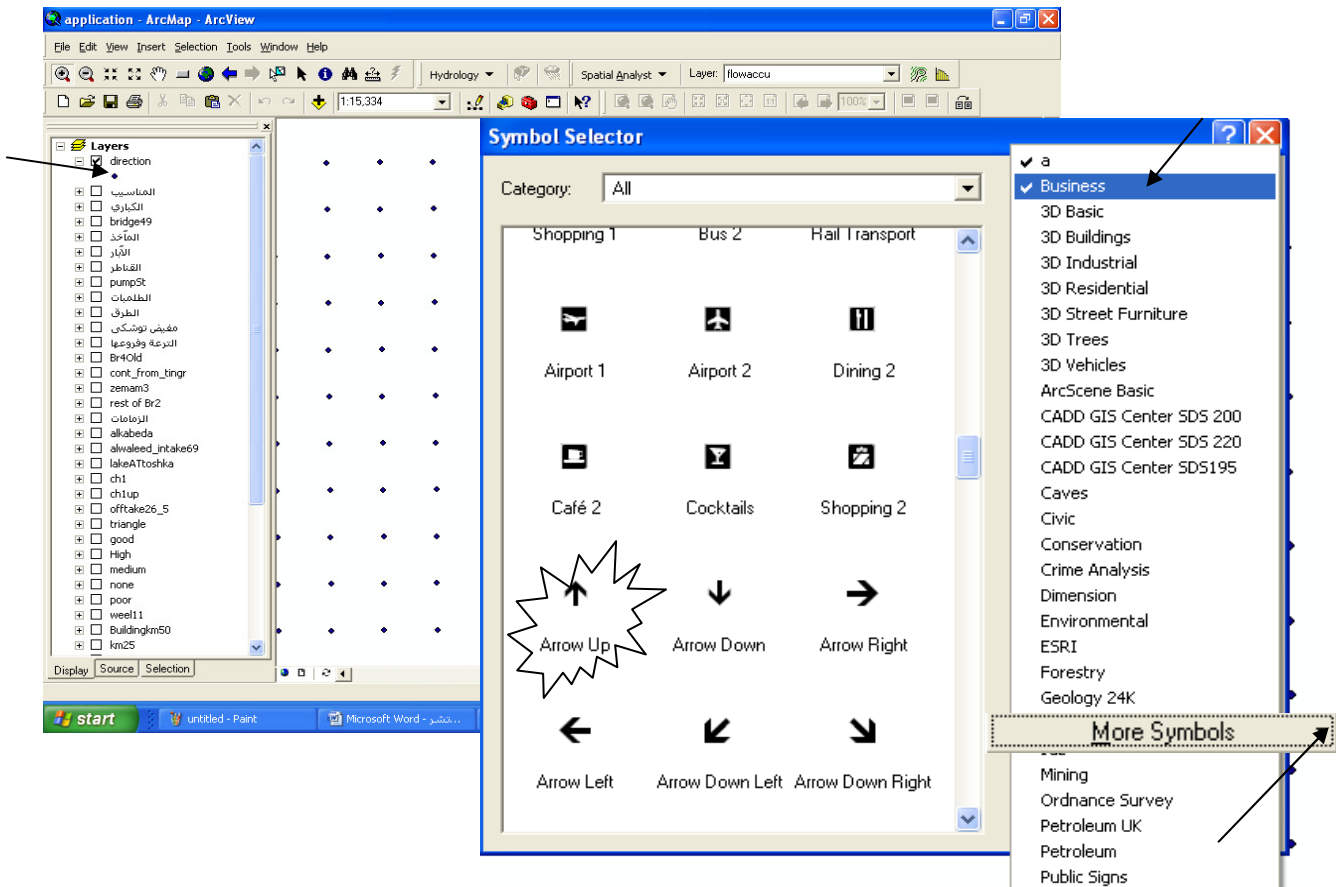 application - ArcMap - ArcView
File Edit View Insert Selection Tools Window Help
Hydrology
Spatial Analyst
Layer: flowaccu
1:15,334
100%
Layers
direction
المناسيب
الكباري
bridge49
المآخذ
الآبار
القناطر
pumpSt
الطلمبات
الطرق
مفيض توشكى
الترعة وفروعها
Br4Old
cont_from_tingr
zemam3
rest of Br2
الزمامات
alkabeda
alwaleed_intake69
lakeATtoshka
ch1
ch1up
offtake26_5
triangle
good
High
medium
none
poor
weel11
Buildingkm50
km25
Display Source Selection
start
untitled - Paint
Microsoft Word - تتشر...
Symbol Selector
Category: All
Shopping 1 Bus 2 Rail Transport
Airport 1 Airport 2 Dining 2
Café 2 Cocktails Shopping 2
Arrow Up Arrow Down Arrow Right
Arrow Left Arrow Down Left Arrow Down Right
a
Business
3D Basic
3D Buildings
3D Industrial
3D Residential
3D Street Furniture
3D Trees
3D Vehicles
ArcScene Basic
CADD GIS Center SDS 200
CADD GIS Center SDS 220
CADD GIS Center SDS195
Caves
Civic
Conservation
Crime Analysis
Dimension
Environmental
ESRI
Forestry
Geology 24K
More Symbols
Mining
Ordnance Survey
Petroleum UK
Petroleum
Public Signs